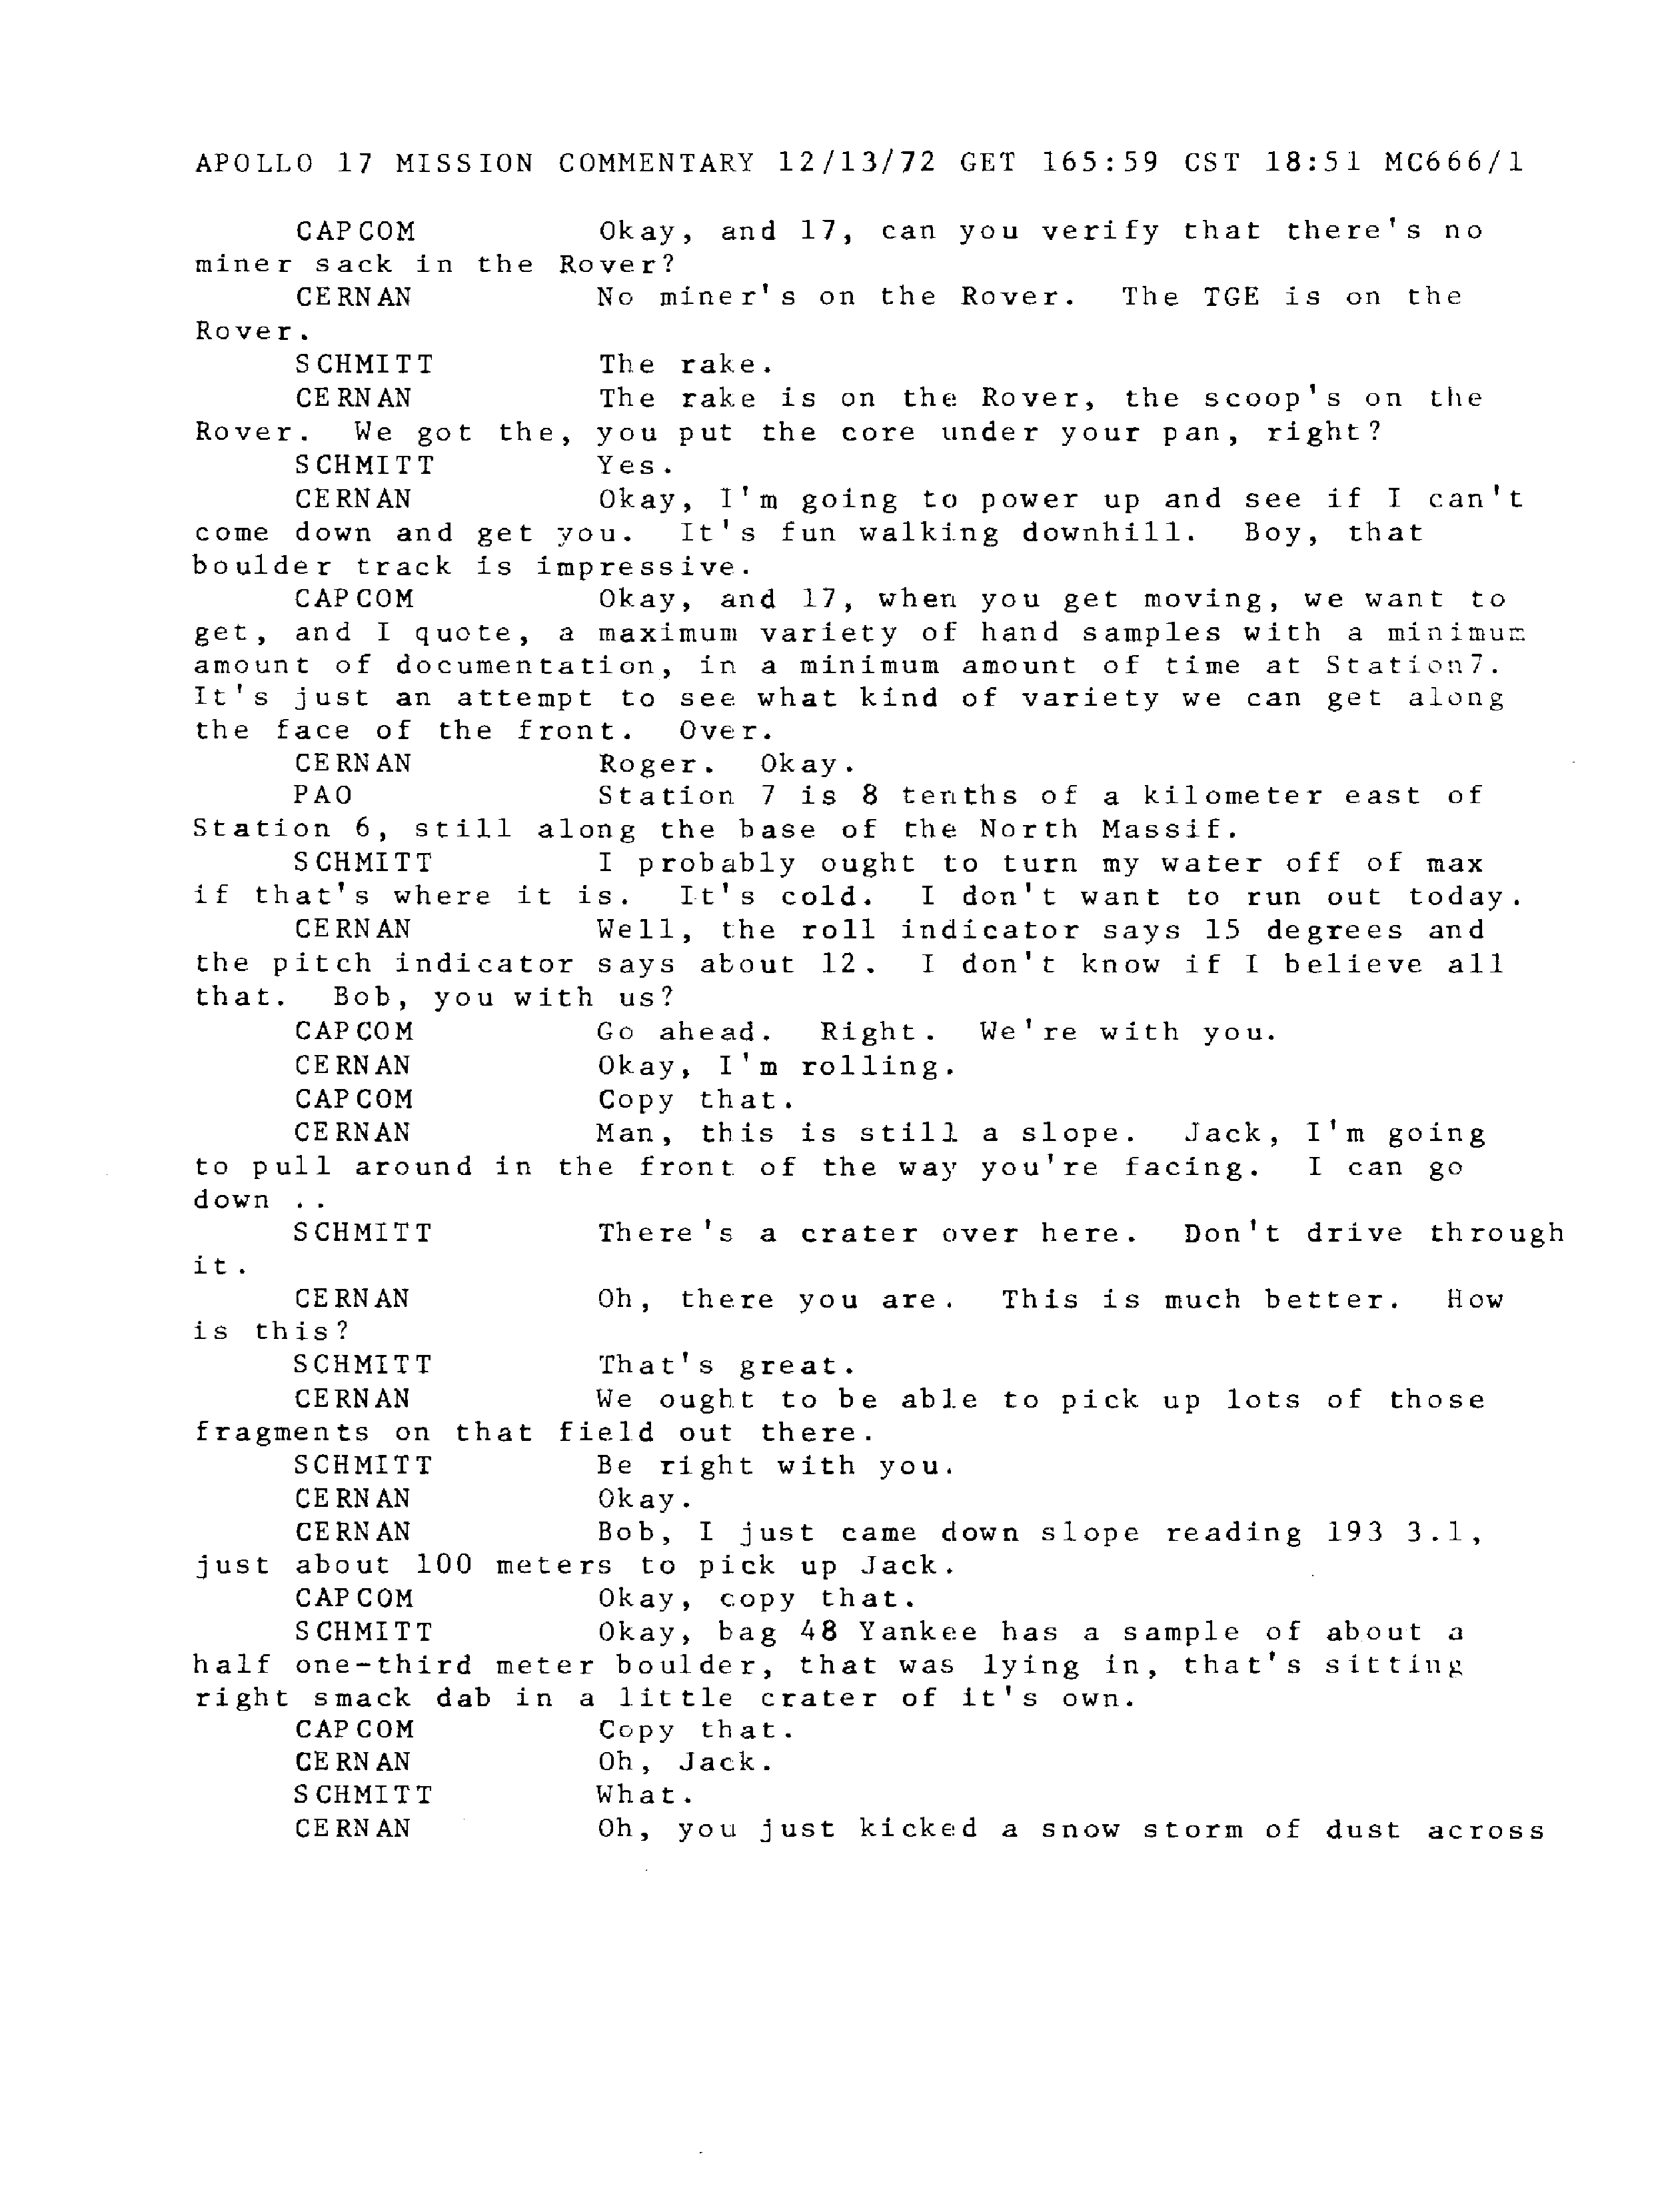 APOLLO 17 MISSION COMMENTARY 12/13/72 GET 165:59 CST 18:51 MC666/1
CAPCOM Okay, and 17, can you verify that there's no
miner sack in the Rover?
CERNAN No miner's on the Rover. The TGE is on the
Rover.
SCHMITT The rake.
CERNAN The rake is on the Rover, the scoop's on the
Rover. We got the, you put the core under your pan, right?
SCHMITT Yes.
CERNAN Okay, I'm going to power up and see if I can't
come down and get you. It's fun walking downhill. Boy, that
boulder track is impressive.
CAPCOM Okay, and 17, when you get moving, we want to
get, and I quote, a maximum variety of hand samples with a minimum
amount of documentation, in a minimum amount of time at Station7.
It's just an attempt to see what kind of variety we can get along
the face of the front. Over.
CERNAN Roger. Okay.
PAO Station 7 is 8 tenths of a kilometer east of
Station 6, still along the base of the North Massif.
SCHMITT I probably ought to turn my water off of max
if that's where it is. It's cold. I don't want to run out today.
CERNAN Well, the roll indicator says 15 degrees and
the pitch indicator says about 12. I don't know if I believe all
that. Bob, you with us?
CAPCOM Go ahead. Right. We're with you.
CERNAN Okay, I'm rolling.
CAPCOM Copy that.
CERNAN Man, this is still a slope. Jack, I'm going
to pull around in the front of the way you're facing. I can go
down ..
SCHMITT There's a crater over here. Don't drive through
it.
CERNAN Oh, there you are. This is much better. How
is this?
SCHMITT That's great.
CERNAN We ought to be able to pick up lots of those
fragments on that field out there.
SCHMITT Be right with you.
CERNAN Okay.
CERNAN Bob, I just came down slope reading 193 3.1,
just about 100 meters to pick up Jack.
CAPCOM Okay, copy that.
SCHMITT Okay, bag 48 Yankee has a sample of about a
half one-third meter boulder, that was lying in, that's sitting
right smack dab in a little crater of it's own.
CAPCOM Copy that.
CERNAN Oh, Jack.
SCHMITT What.
CERNAN Oh, you just kicked a snow storm of dust across